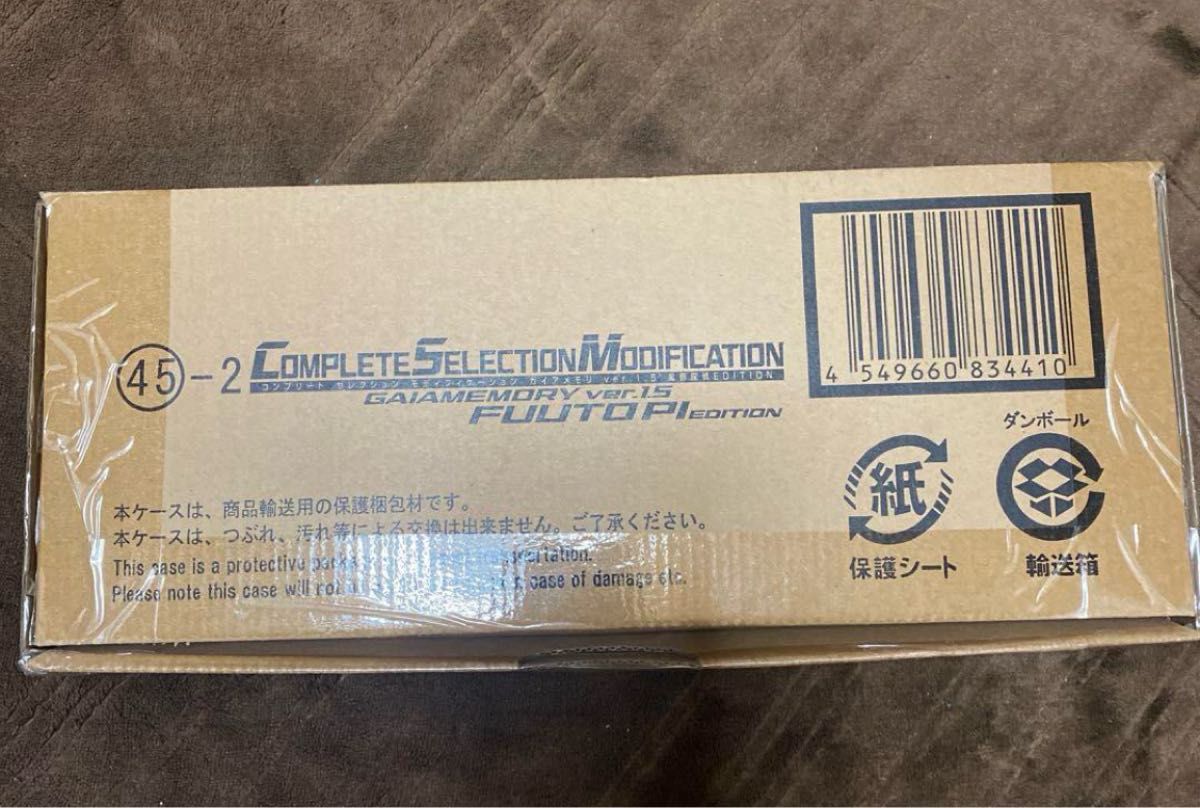 45-2 COMPLETE SELECTION MODIFICATION
コンプリート セレクション モディフィケーション ガイアメモリ ver.1.5 風都探偵EDITION
GAIAMEMORY ver.1.5
FUUTO PI EDITION
4 549660 834410
ダンボール
紙
保護シート
輸送箱
本ケースは、商品輸送用の保護梱包材です。
本ケースは、つぶれ、汚れ等による交換は出来ません。ご了承ください。
This case is a protective
Please note this case will not case of damage etc.